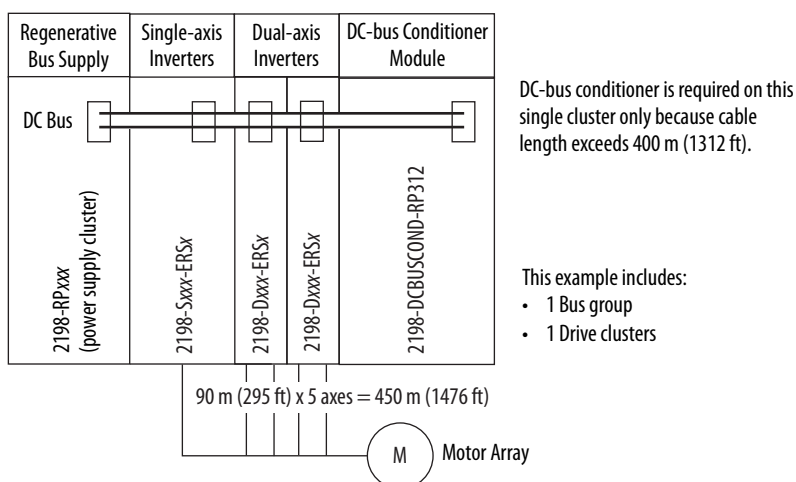 Regenerative
Bus Supply
Single-axis
Inverters
Dual-axis
Inverters
DC-bus Conditioner
Module
DC Bus
2198-RPxxx
(power supply cluster)
2198-Sxxx-ERSx
2198-Dxxx-ERSx
2198-Dxxx-ERSx
2198-DCBUSCOND-RP312
DC-bus conditioner is required on this
single cluster only because cable
length exceeds 400 m (1312 ft).
This example includes:
• 1 Bus group
• 1 Drive clusters
90 m (295 ft) x 5 axes = 450 m (1476 ft)
M
Motor Array